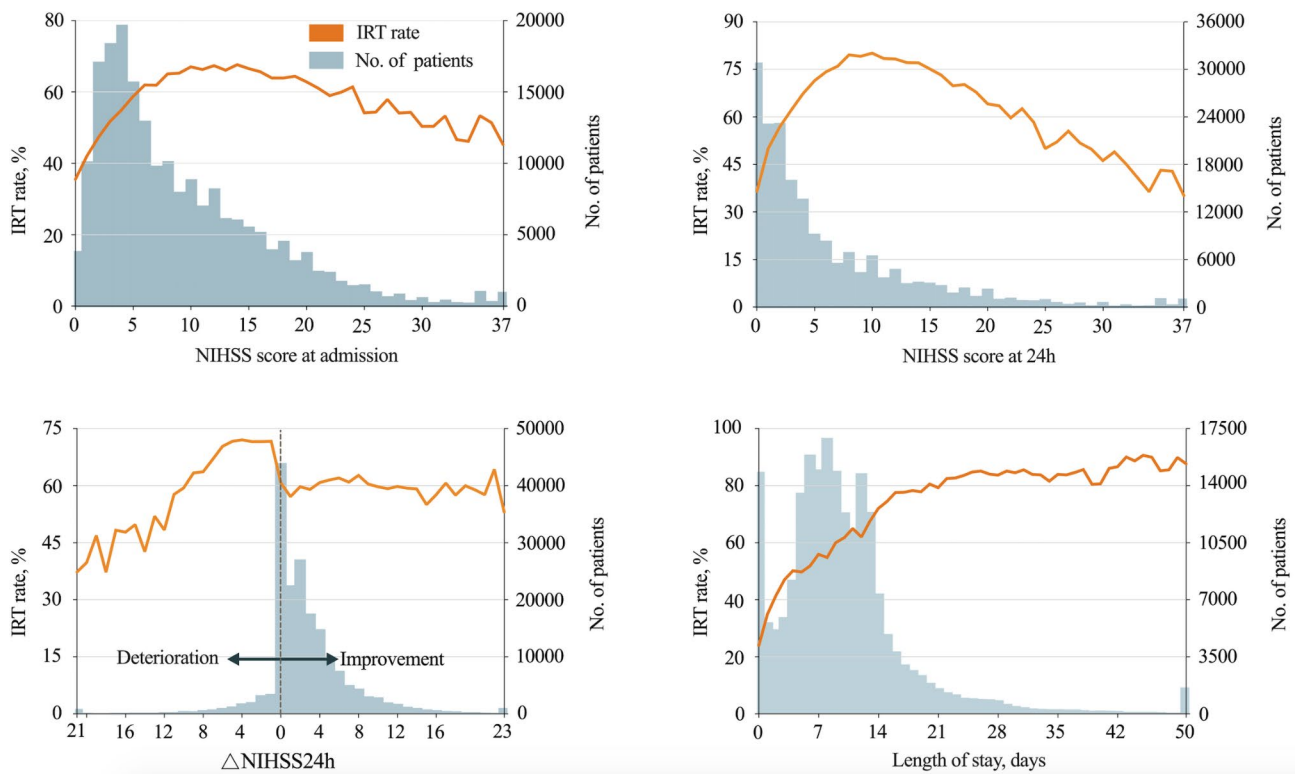 80
20000
IRT rate
No. of patients
60
15000
40
10000
20
5000
0
0
IRT rate, %
No. of patients
0 5 10 15 20 25 30 37
NIHSS score at admission
90
36000
75
30000
60
24000
45
18000
30
12000
15
6000
0
0
IRT rate, %
No. of patients
0 5 10 15 20 25 30 37
NIHSS score at 24h
75
50000
60
40000
45
30000
30
20000
15
10000
0
0
IRT rate, %
No. of patients
Deterioration
Improvement
21 16 12 8 4 0 4 8 12 16 23
△NIHSS24h
100
17500
80
14000
60
10500
40
7000
20
3500
0
0
IRT rate, %
No. of patients
0 7 14 21 28 35 42 50
Length of stay, days